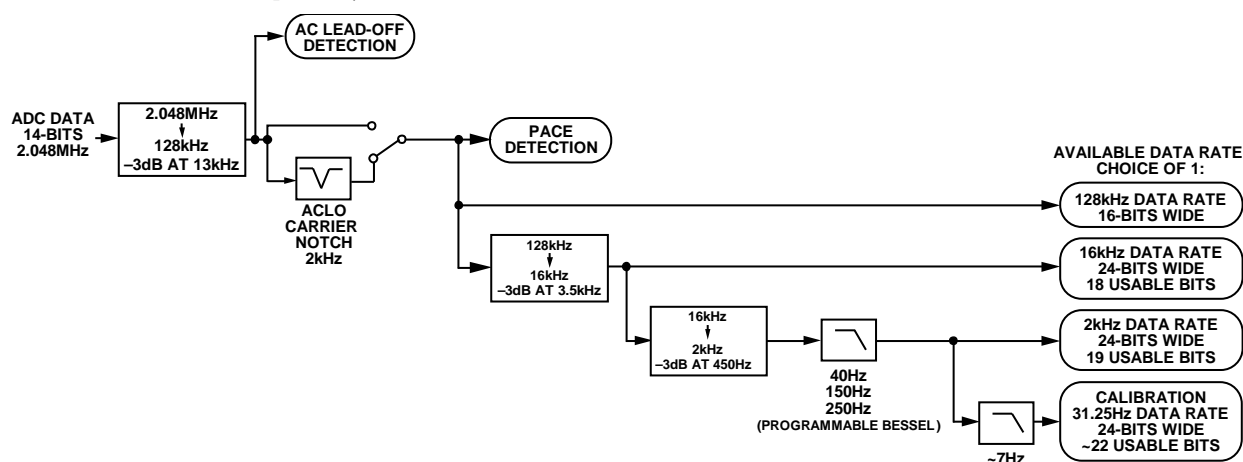 AC LEAD-OFF
DETECTION
ADC DATA
14-BITS
2.048MHz
2.048MHz
128kHz
–3dB AT 13kHz
ACLO
CARRIER
NOTCH
2kHz
PACE
DETECTION
AVAILABLE DATA RATE
CHOICE OF 1:
128kHz DATA RATE
16-BITS WIDE
128kHz
16kHz
–3dB AT 3.5kHz
16kHz DATA RATE
24-BITS WIDE
18 USABLE BITS
16kHz
2kHz
–3dB AT 450Hz
40Hz
150Hz
250Hz
(PROGRAMMABLE BESSEL)
2kHz DATA RATE
24-BITS WIDE
19 USABLE BITS
~7Hz
CALIBRATION
31.25Hz DATA RATE
24-BITS WIDE
~22 USABLE BITS